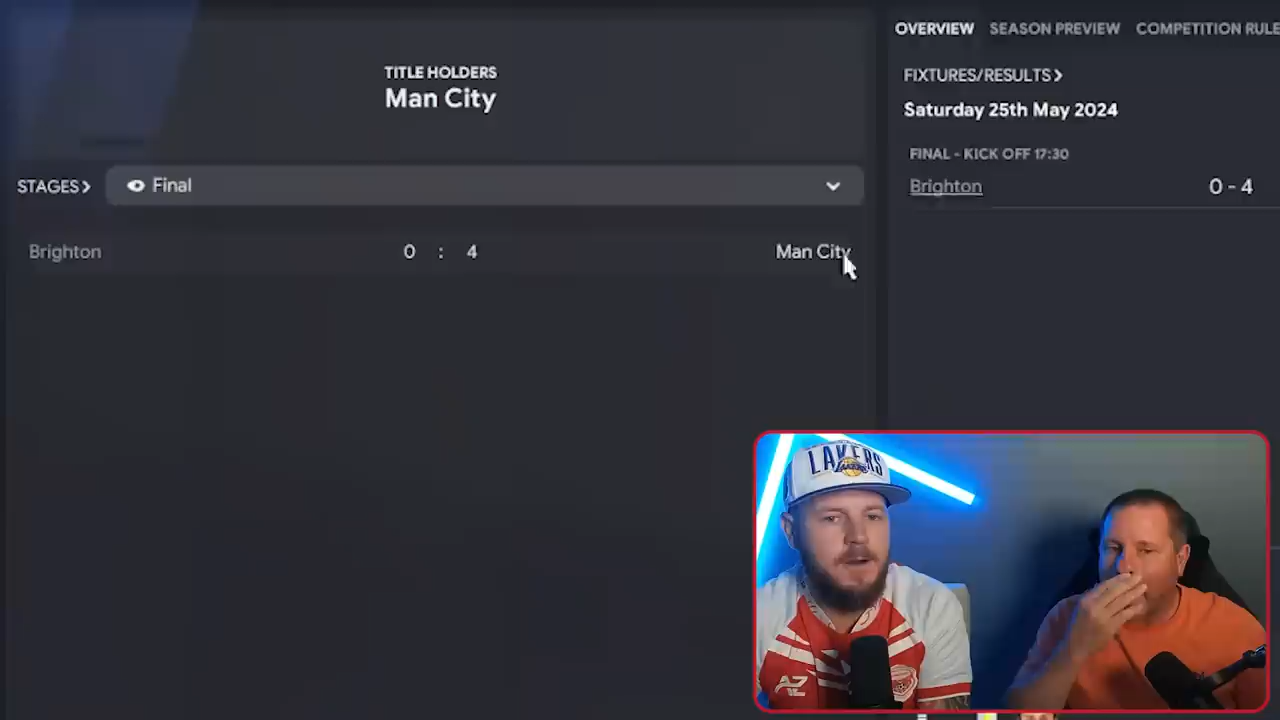 TITLE HOLDERS
Man City
STAGES
Final
Brighton 0 : 4 Man City
OVERVIEW SEASON PREVIEW COMPETITION RULE
FIXTURES/RESULTS
Saturday 25th May 2024
FINAL - KICK OFF 17:30
Brighton 0 - 4
LAKERS
AZ